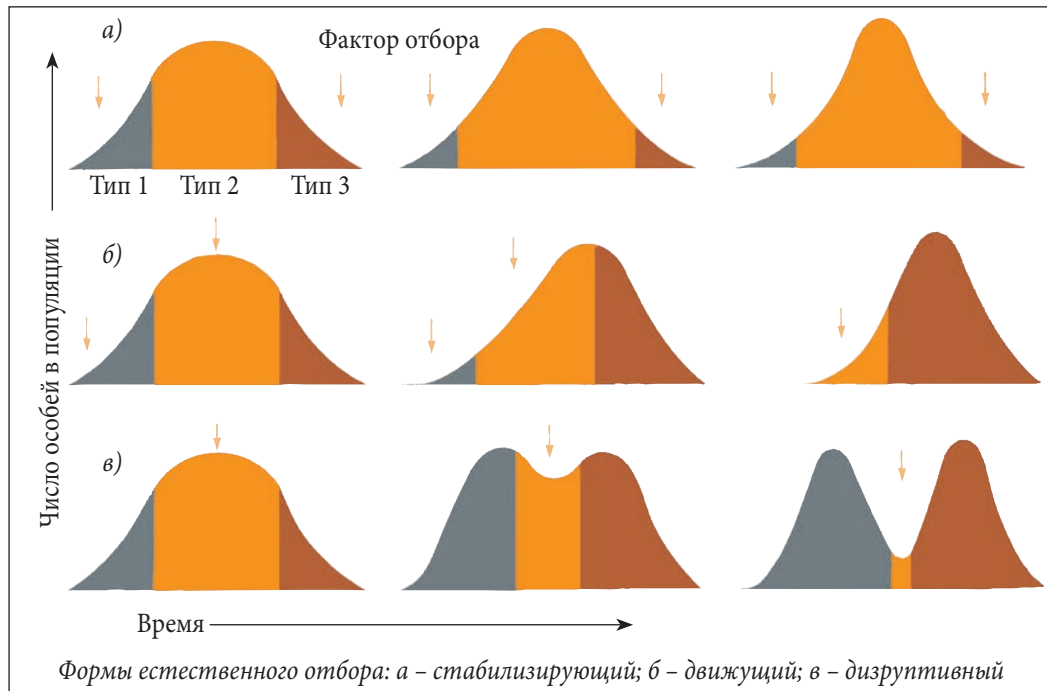 а)
Фактор отбора
Тип 1 Тип 2 Тип 3
Число особей в популяции
б)
в)
Время
Формы естественного отбора: а – стабилизирующий; б – движущий; в – дизруптивный